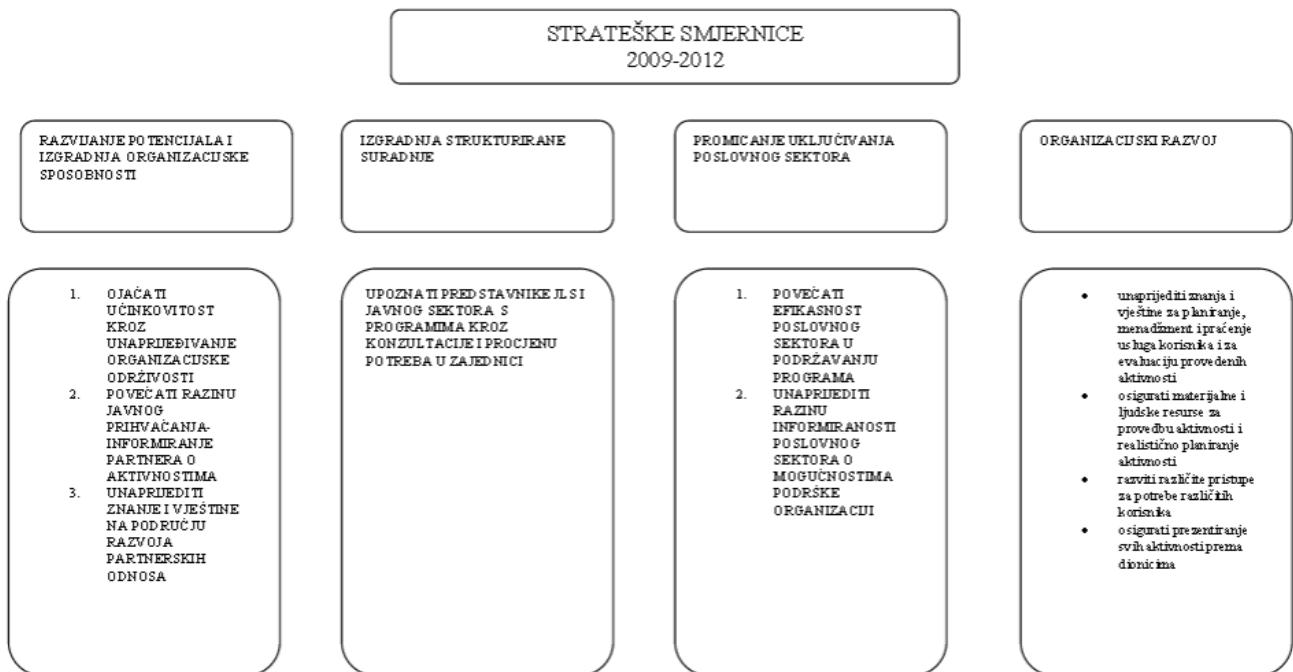 STRATEŠKE SMJERNICE
2009-2012
RAZVIJANJE POTENCIJALA I
IZGRADNJA ORGANIZACIJSKE
SPOSOBNOSTI
IZGRADNJA STRUKTURIRANE
SURADNJE
PROMICANJE UKLJUČIVANJA
POSLOVNOG SEKTORA
ORGANIZACIJSKI RAZVOJ
1. OJAČATI
UČINKOVITOST
KROZ
UNAPRIJEĐIVANJE
ORGANIZACIJSKE
ODRŽIVOSTI
2. POVEĆATI RAZINU
JAVNOG
PRIHVAĆANJA-
INFORMIRANJE
PARTNERA O
AKTIVNOSTIMA
3. UNAPRIJEDITI
ZNANJE I VJEŠTINE
NA PODRUČJU
RAZVOJA
PARTNERSKIH
ODNOSA
UPOZNATI PREDSTAVNIKE JLS I
JAVNOG SEKTORA S
PROGRAMIMA KROZ
KONZULTACIJE I PROCJENU
POTREBA U ZAJEDNICI
1. POVEĆATI
EFIKASNOST
POSLOVNOG
SEKTORA U
PODRŽAVANJU
PROGRAMA
2. UNAPRIJEDITI
RAZINU
INFORMIRANOSTI
POSLOVNOG
SEKTORA O
MOGUĆNOSTIMA
PODRŠKE
ORGANIZACIJI
• unaprijediti znanja i
vještine za planiranje,
menadžment i praćenje
usluga korisnika i za
evaluaciju provedenih
aktivnosti
• osigurati materijalne i
ljudske resurse za
provedbu aktivnosti i
realistično planiranje
aktivnosti
• razviti različite pristupe
za potrebe različitih
korisnika
• osigurati prezentiranje
svih aktivnosti prema
dionicima